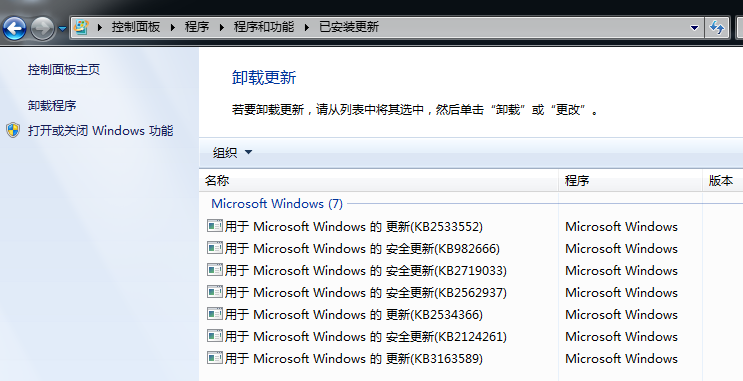 控制面板 程序 程序和功能 已安装更新
控制面板主页
卸载程序
打开或关闭 Windows 功能
卸载更新
若要卸载更新，请从列表中将其选中，然后单击“卸载”或“更改”。
组织
名称 程序 版本
Microsoft Windows (7)
用于 Microsoft Windows 的 更新(KB2533552) Microsoft Windows
用于 Microsoft Windows 的 安全更新(KB982666) Microsoft Windows
用于 Microsoft Windows 的 安全更新(KB2719033) Microsoft Windows
用于 Microsoft Windows 的 安全更新(KB2562937) Microsoft Windows
用于 Microsoft Windows 的 更新(KB2534366) Microsoft Windows
用于 Microsoft Windows 的 安全更新(KB2124261) Microsoft Windows
用于 Microsoft Windows 的 更新(KB3163589) Microsoft Windows